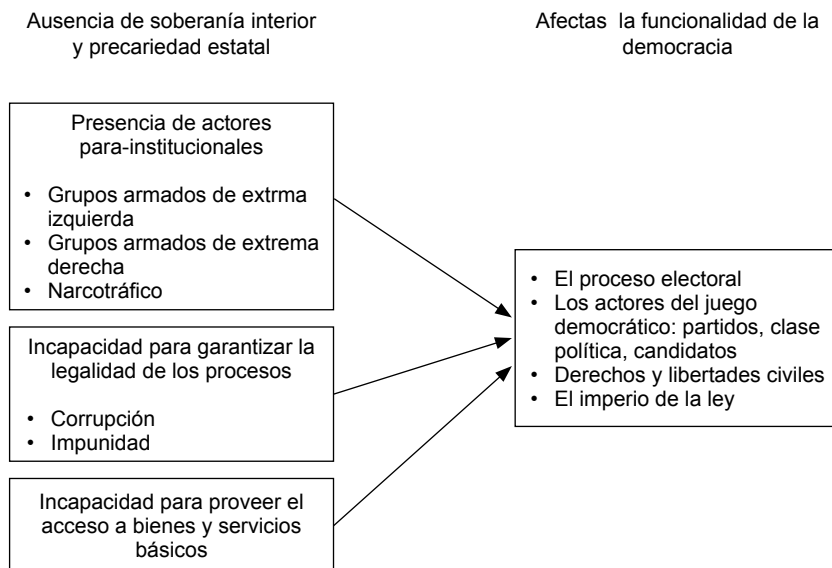 Ausencia de soberanía interior
y precariedad estatal
Afectas la funcionalidad de la
democracia
Presencia de actores
para-institucionales
• Grupos armados de extrma
izquierda
• Grupos armados de extrema
derecha
• Narcotráfico
Incapacidad para garantizar la
legalidad de los procesos
• Corrupción
• Impunidad
Incapacidad para proveer el
acceso a bienes y servicios
básicos
• El proceso electoral
• Los actores del juego
democrático: partidos, clase
política, candidatos
• Derechos y libertades civiles
• El imperio de la ley